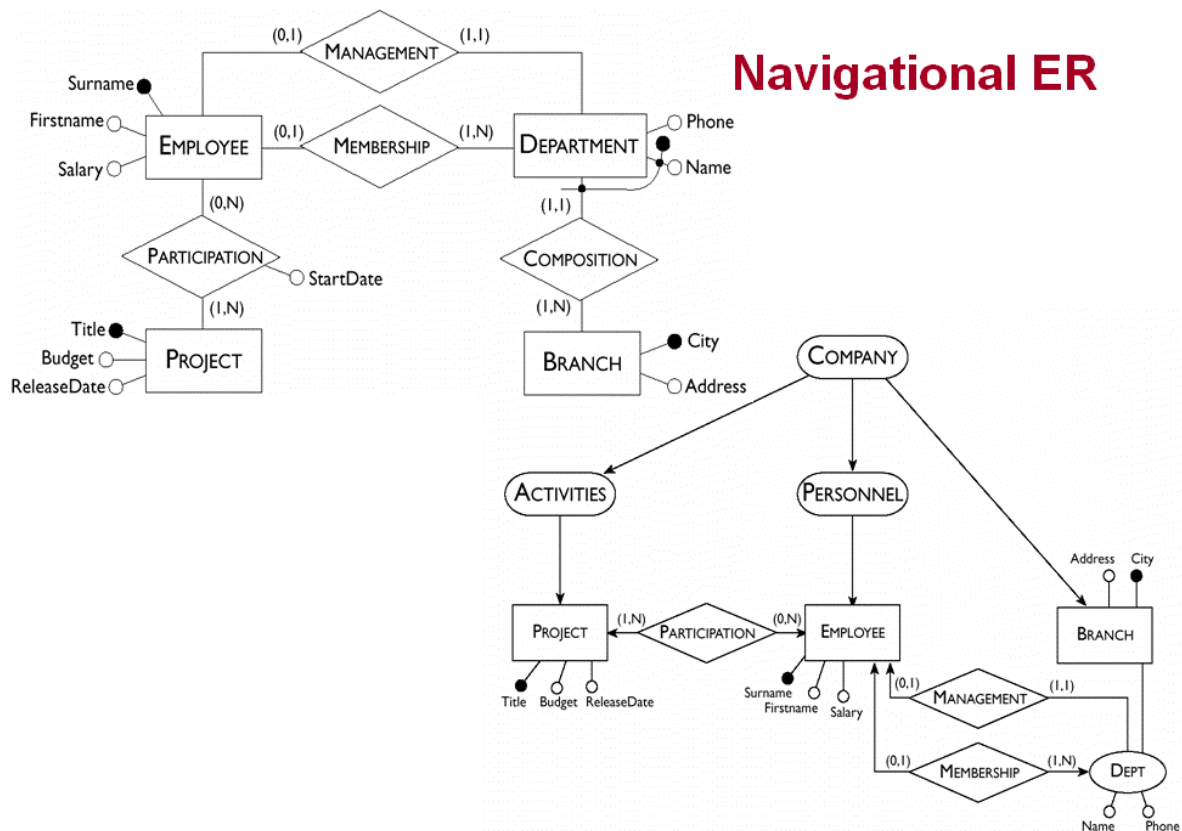 Navigational ER
(0,1)
MANAGEMENT
(1,1)
Surname
Firstname
Salary
EMPLOYEE
(0,1)
MEMBERSHIP
(1,N)
DEPARTMENT
Phone
Name
(0,N)
(1,1)
PARTICIPATION
StartDate
COMPOSITION
(1,N)
(1,N)
Title
Budget
ReleaseDate
PROJECT
BRANCH
City
Address
COMPANY
ACTIVITIES
PERSONNEL
Address
City
PROJECT
(1,N)
PARTICIPATION
(0,N)
EMPLOYEE
BRANCH
Title
Budget
ReleaseDate
Surname
Firstname
Salary
(0,1)
MANAGEMENT
(1,1)
(0,1)
MEMBERSHIP
(1,N)
DEPT
Name
Phone